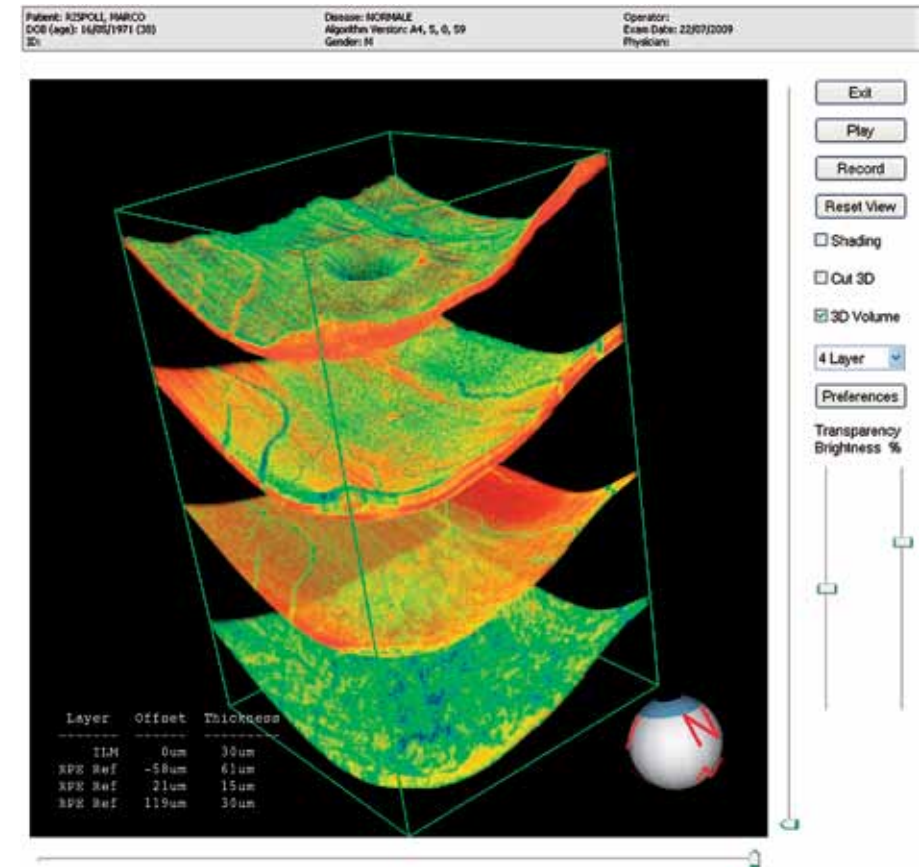 Patient: RISPOLI, MARCO
DOB (age): 16/05/1971 (38)
ID:
Disease: NORMALE
Algorithm Version: A4, 5, 0, 59
Gender: M
Operator:
Exam Date: 22/07/2009
Physician:
Exit
Play
Record
Reset View
Shading
Cut 3D
3D Volume
4 Layer
Preferences
Transparency
Brightness %
Layer Offset Thickness
ILM 0um 30um
RPE Ref -58um 61um
RPE Ref 21um 15um
RPE Ref 119um 30um
N